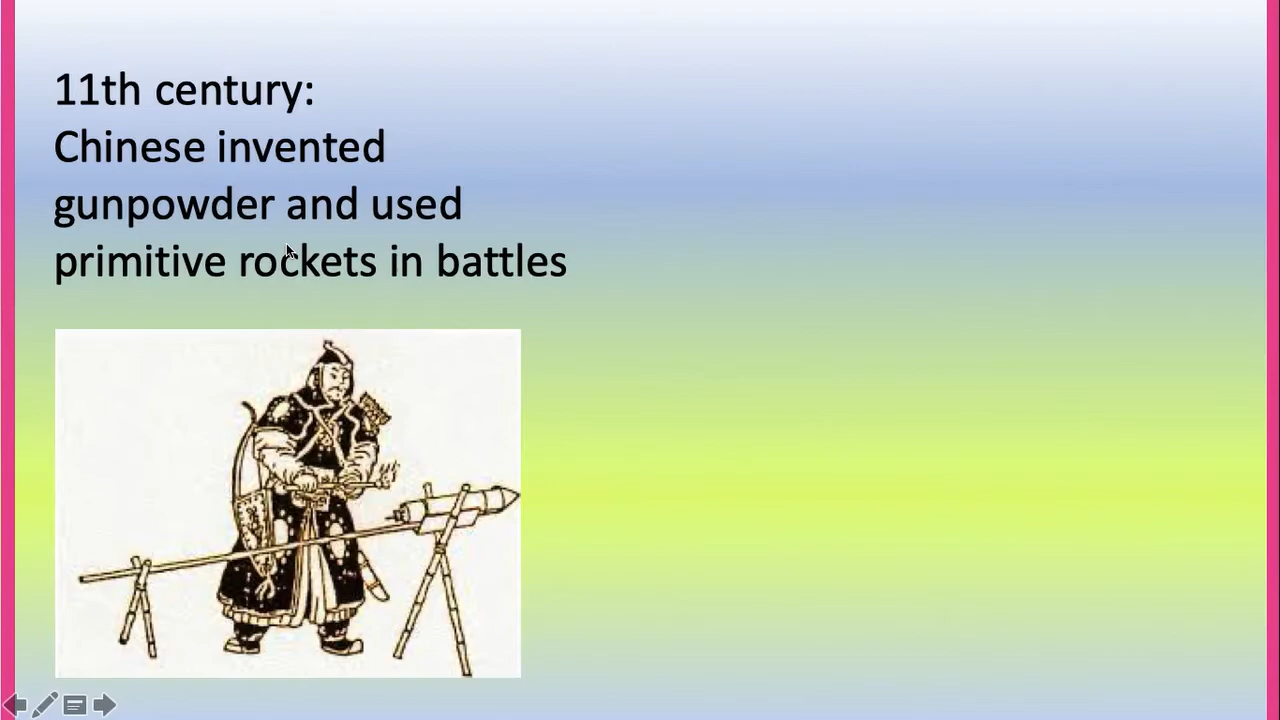 11th century:
Chinese invented
gunpowder and used
primitive rockets in battles